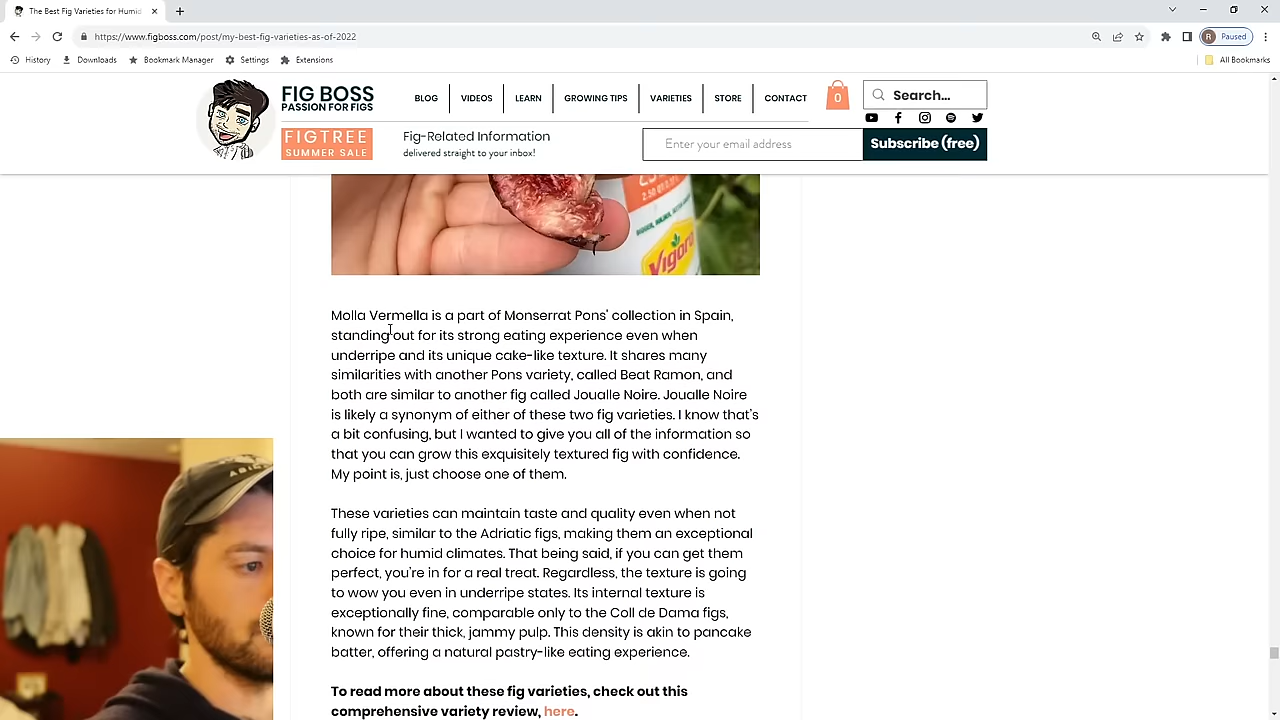 The Best Fig Varieties for Humid
https://www.figboss.com/post/my-best-fig-varieties-as-of-2022
R Paused
History Downloads Bookmark Manager Settings Extensions All Bookmarks
FIG BOSS
PASSION FOR FIGS
BLOG VIDEOS LEARN GROWING TIPS VARIETIES STORE CONTACT 0 Search...
FIGTREE
SUMMER SALE
Fig-Related Information
delivered straight to your inbox!
Enter your email address Subscribe (free)
Vigoro
Molla Vermella is a part of Monserrat Pons' collection in Spain,
standing out for its strong eating experience even when
underripe and its unique cake-like texture. It shares many
similarities with another Pons variety, called Beat Ramon, and
both are similar to another fig called Joualle Noire. Joualle Noire
is likely a synonym of either of these two fig varieties. I know that's
a bit confusing, but I wanted to give you all of the information so
that you can grow this exquisitely textured fig with confidence.
My point is, just choose one of them.
These varieties can maintain taste and quality even when not
fully ripe, similar to the Adriatic figs, making them an exceptional
choice for humid climates. That being said, if you can get them
perfect, you're in for a real treat. Regardless, the texture is going
to wow you even in underripe states. Its internal texture is
exceptionally fine, comparable only to the Coll de Dama figs,
known for their thick, jammy pulp. This density is akin to pancake
batter, offering a natural pastry-like eating experience.
To read more about these fig varieties, check out this
comprehensive variety review, here.